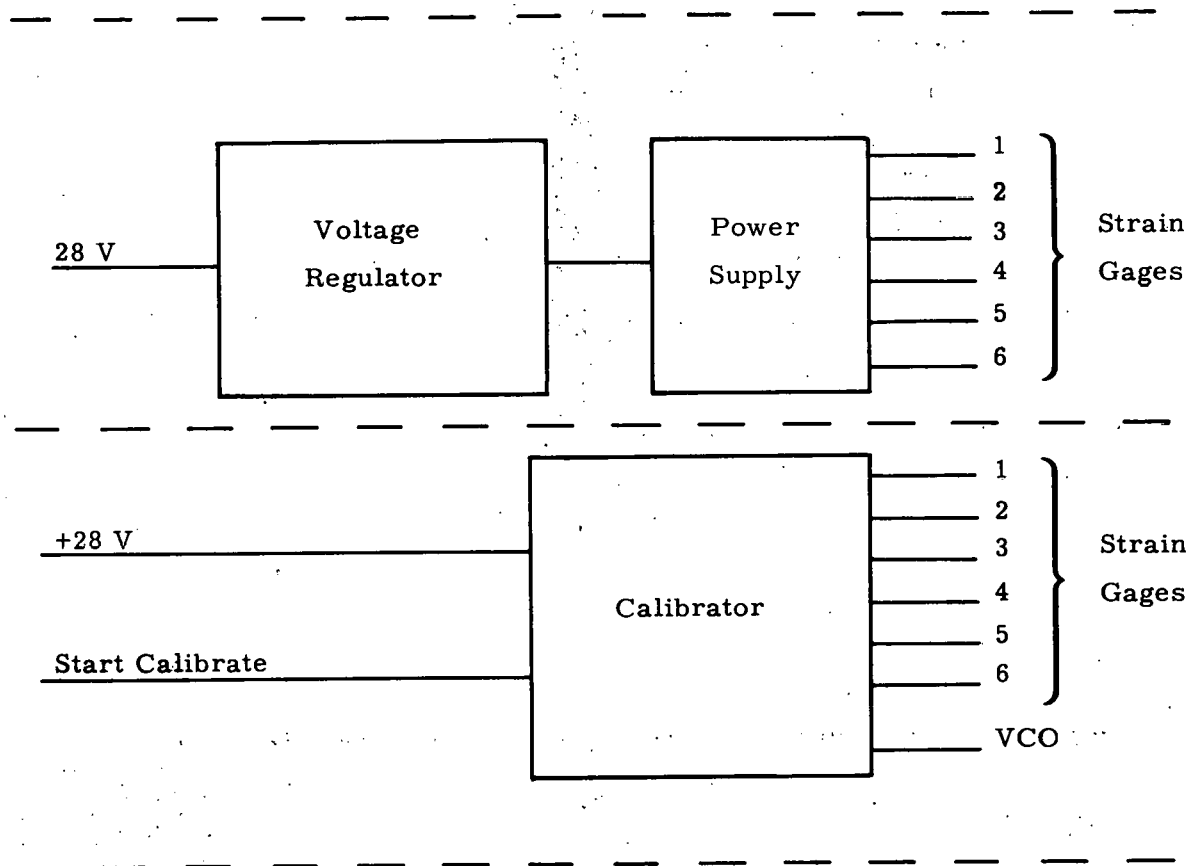 28 V
Voltage
Regulator
Power
Supply
1
2
3
4
5
6
Strain
Gages
+28 V
Start Calibrate
Calibrator
1
2
3
4
5
6
Strain
Gages
VCO